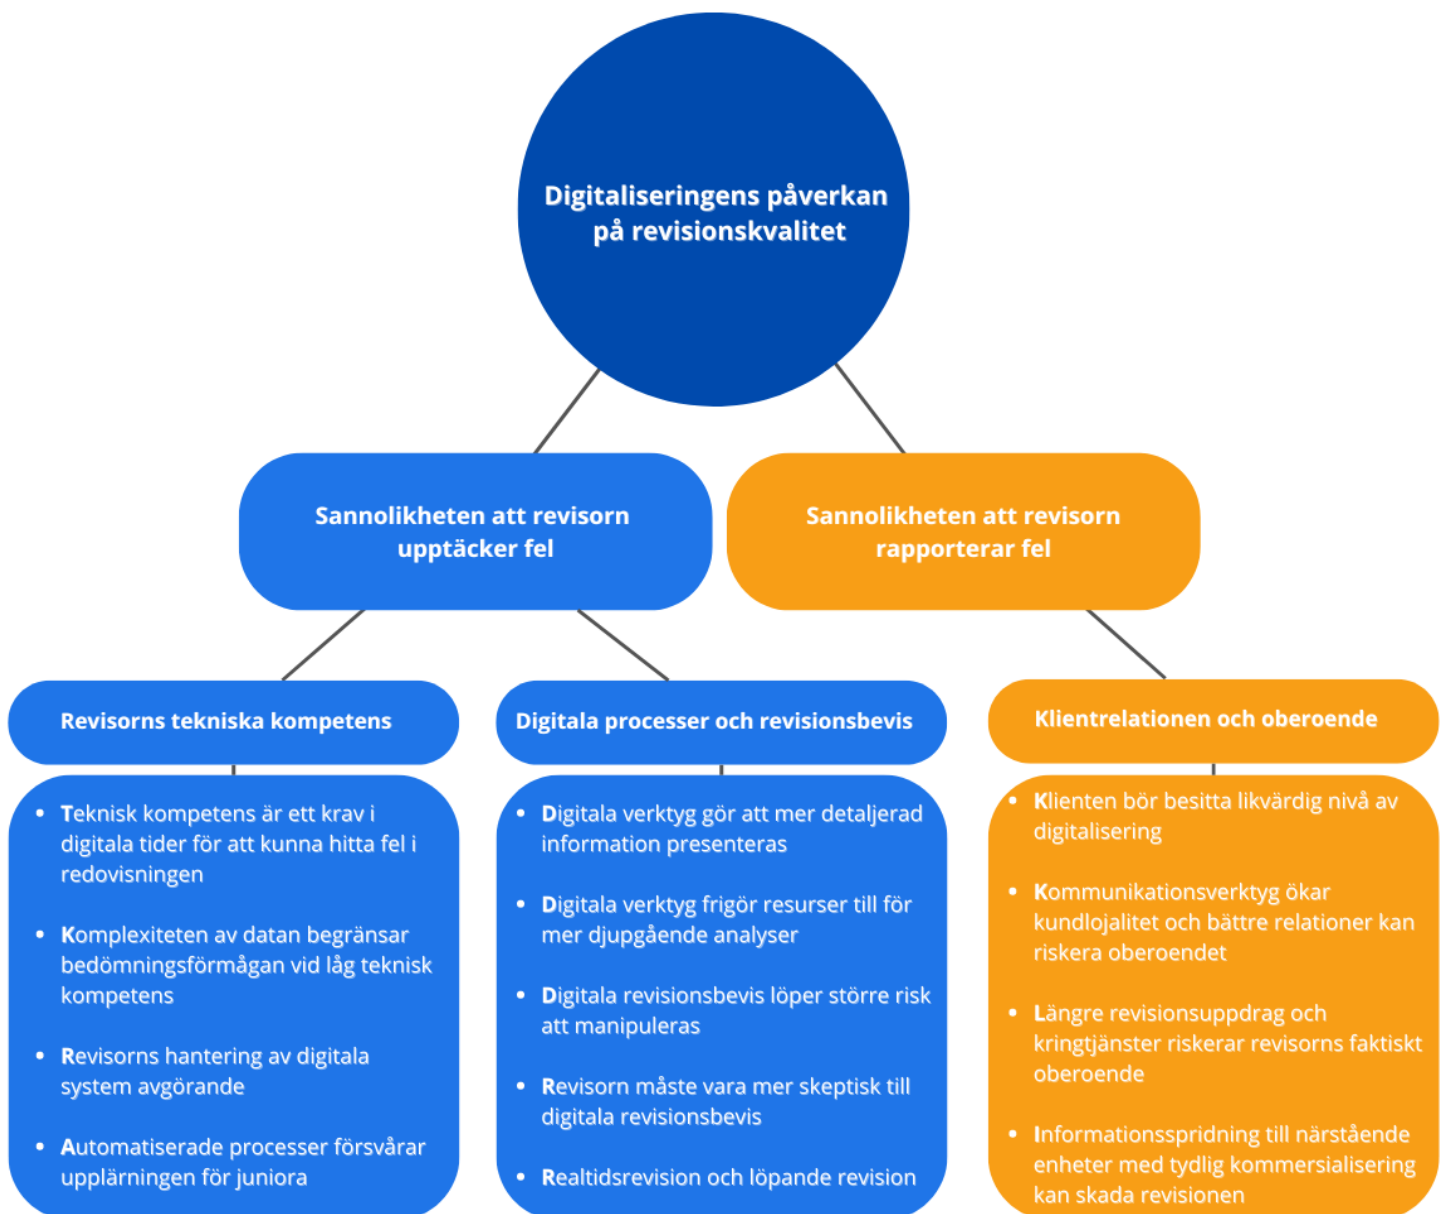 Digitaliseringens påverkan
på revisionskvalitet
Sannolikheten att revisorn
upptäcker fel
Sannolikheten att revisorn
rapporterar fel
Revisorns tekniska kompetens
• Teknisk kompetens är ett krav i
digitala tider för att kunna hitta fel i
redovisningen
• Komplexiteten av datan begränsar
bedömningsförmågan vid låg teknisk
kompetens
• Revisorns hantering av digitala
system avgörande
• Automatiserade processer försvårar
upplärningen för juniora
Digitala processer och revisionsbevis
• Digitala verktyg gör att mer detaljerad
information presenteras
• Digitala verktyg frigör resurser till för
mer djupgående analyser
• Digitala revisionsbevis löper större risk
att manipuleras
• Revisorn måste vara mer skeptisk till
digitala revisionsbevis
• Realtidsrevision och löpande revision
Klientrelationen och oberoende
• Klienten bör besitta likvärdig nivå av
digitalisering
• Kommunikationsverktyg ökar
kundlojalitet och bättre relationer kan
riskera oberoendet
• Längre revisionsuppdrag och
kringtjänster riskerar revisorns faktiskt
oberoende
• Informationsspridning till närstående
enheter med tydlig kommersialisering
kan skada revisionen